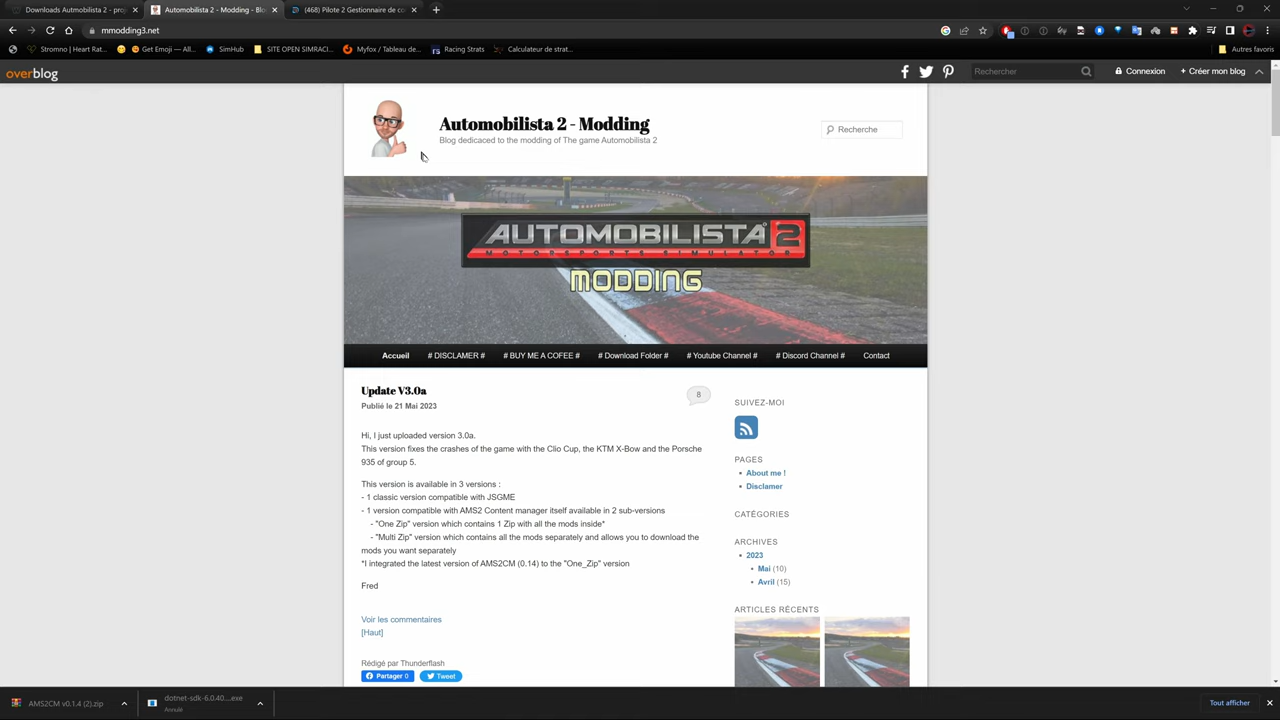 Downloads Autmobilista 2 - proj
Automobilista 2 - Modding - Blo
(468) Pilote 2 Gestionnaire de co
mmodding3.net
Stromno | Heart Rat...
Get Emoji — All...
SimHub
SITE OPEN SIMRACI...
Myfox / Tableau de...
Racing Strats
Calculateur de strat...
Autres favoris
overblog
Rechercher
Connexion
+ Créer mon blog
Automobilista 2 - Modding
Blog dedicaced to the modding of The game Automobilista 2
Recherche
AUTOMOBILISTA 2
MOTORSPORTS SIMULATOR
MODDING
Accueil
# DISCLAMER #
# BUY ME A COFEE #
# Download Folder #
# Youtube Channel #
# Discord Channel #
Contact
Update V3.0a
8
Publié le 21 Mai 2023
Hi, I just uploaded version 3.0a.
This version fixes the crashes of the game with the Clio Cup, the KTM X-Bow and the Porsche
935 of group 5.
This version is available in 3 versions :
- 1 classic version compatible with JSGME
- 1 version compatible with AMS2 Content manager itself available in 2 sub-versions
- "One Zip" version which contains 1 Zip with all the mods inside*
- "Multi Zip" version which contains all the mods separately and allows you to download the
mods you want separately
*I integrated the latest version of AMS2CM (0.14) to the "One_Zip" version
Fred
Voir les commentaires
[Haut]
Rédigé par Thunderflash
Partager 0
Tweet
SUIVEZ-MOI
PAGES
About me !
Disclamer
CATÉGORIES
ARCHIVES
2023
Mai (10)
Avril (15)
ARTICLES RÉCENTS
AMS2CM v0.1.4 (2).zip
dotnet-sdk-6.0.40....exe
Annulé
Tout afficher